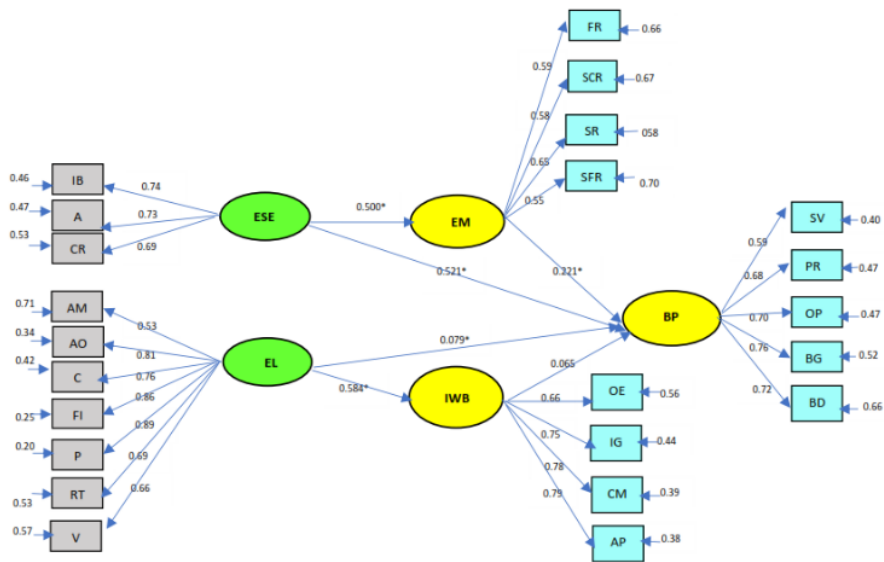 FR
0.66
0.59
SCR
0.67
0.58
SR
058
0.65
SFR
0.70
0.55
0.46
IB
0.74
0.47
A
0.73
0.53
CR
0.69
ESE
0.500*
EM
0.521*
0.221*
SV
0.40
0.59
PR
0.47
0.68
OP
0.47
0.70
BG
0.52
0.76
BD
0.66
0.72
BP
0.71
AM
0.53
0.34
AO
0.81
0.42
C
0.76
0.25
FI
0.86
0.20
P
0.89
0.53
RT
0.69
0.57
V
0.66
EL
0.079*
0.584*
IWB
0.065
OE
0.56
0.66
IG
0.44
0.75
CM
0.39
0.78
AP
0.38
0.79